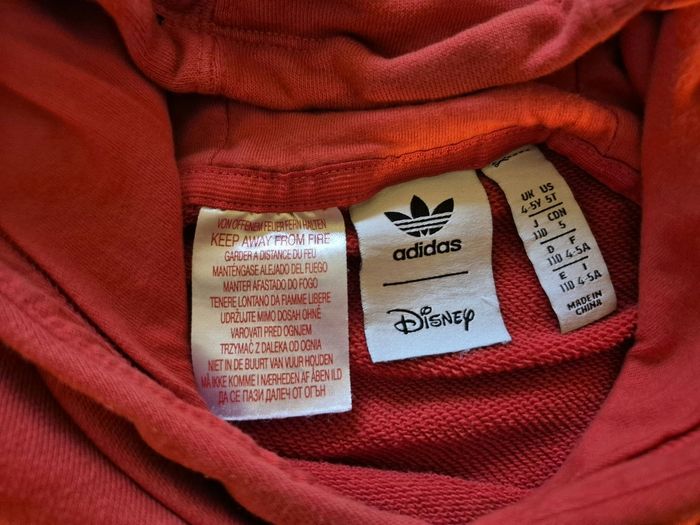 VON OFFENEM FEUER FERN HALTEN
KEEP AWAY FROM FIRE
GARDER A DISTANCE DU FEU
MANTÉNGASE ALEJADO DEL FUEGO
MANTER AFASTADO DO FOGO
TENERE LONTANO DA FIAMME LIBERE
UDRŽUJTE MIMO DOSAH OHNĚ
VAROVATI PRED OGNJEM
TRZYMAĆ Z DALEKA OD OGNIA
NIET IN DE BUURT VAN VUUR HOUDEN
MÅ IKKE KOMME I NÆRHEDEN AF ÅBEN ILD
ДА СЕ ПАЗИ ДАЛЕЧ ОТ ОГЪН
adidas
Disney
UK US
4-5Y 5T
J CDN
110 5
D F
110 4-5A
E I
110 4-5A
MADE IN
CHINA